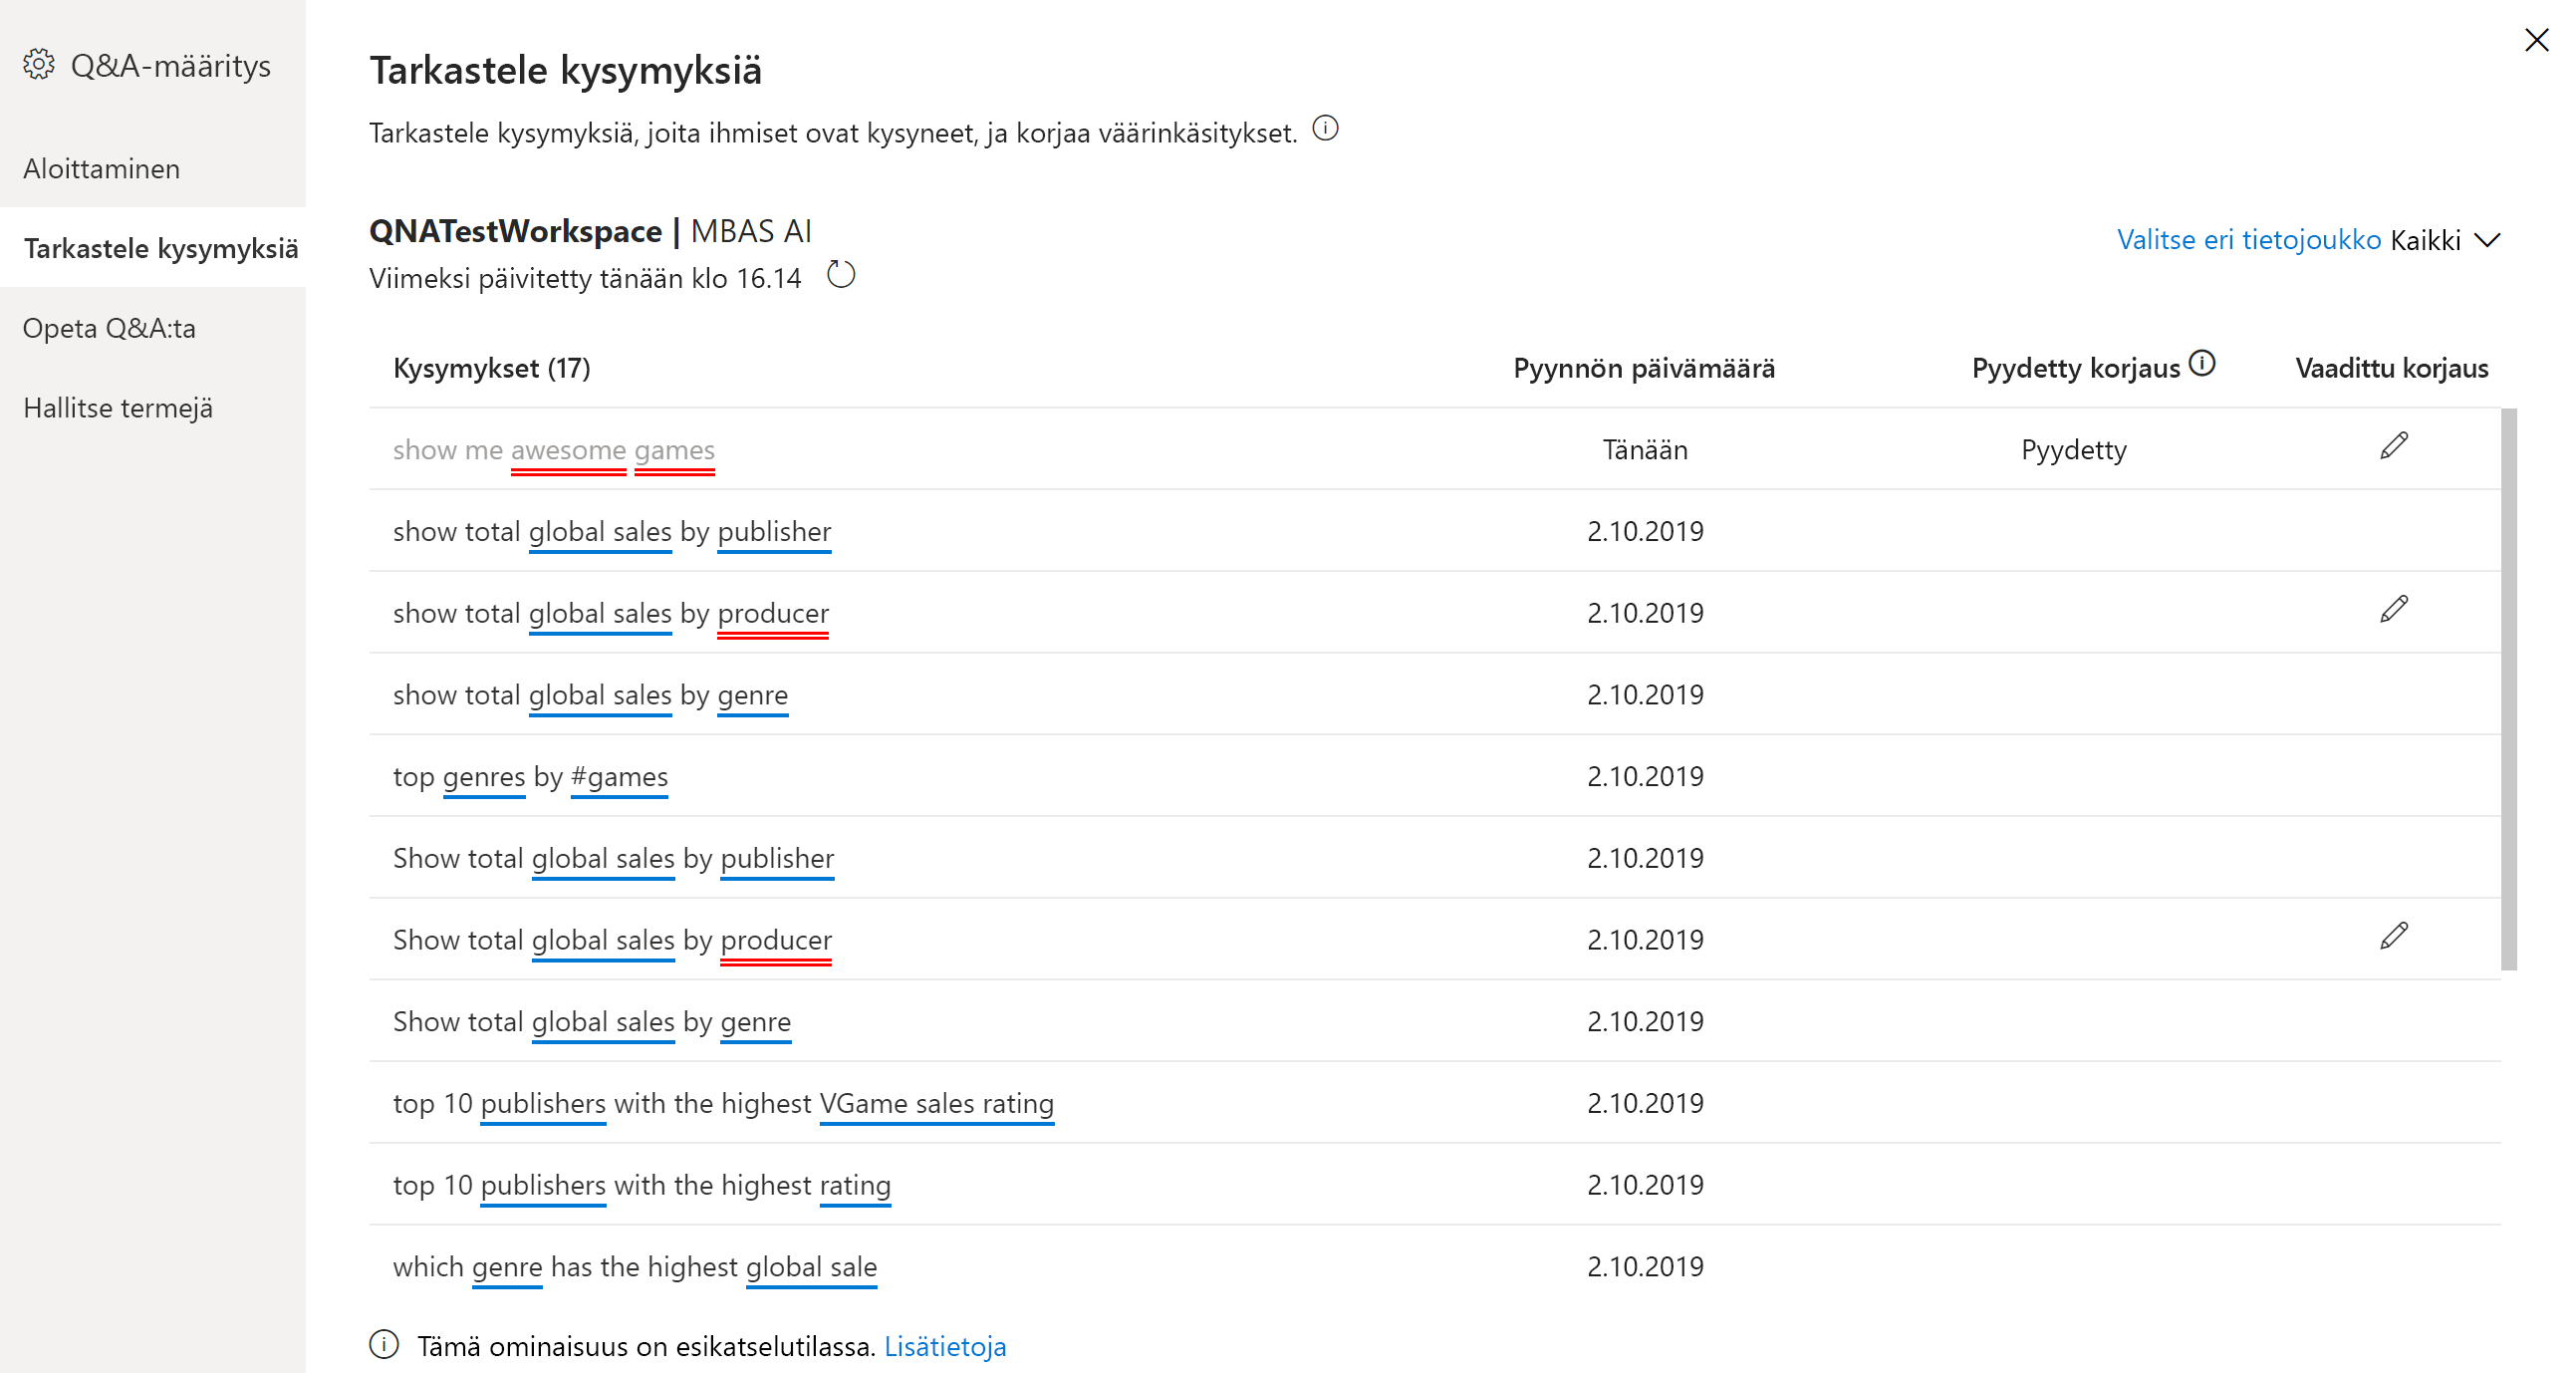 Q&A-määritys
Aloittaminen
Tarkastele kysymyksiä
Opeta Q&A:ta
Hallitse termejä
Tarkastele kysymyksiä
Tarkastele kysymyksiä, joita ihmiset ovat kysyneet, ja korjaa väärinkäsitykset.
QNATestWorkspace | MBAS AI
Valitse eri tietojoukko Kaikki
Viimeksi päivitetty tänään klo 16.14
Kysymykset (17) Pyynnön päivämäärä Pyydetty korjaus Vaadittu korjaus
show me awesome games Tänään Pyydetty
show total global sales by publisher 2.10.2019
show total global sales by producer 2.10.2019
show total global sales by genre 2.10.2019
top genres by #games 2.10.2019
Show total global sales by publisher 2.10.2019
Show total global sales by producer 2.10.2019
Show total global sales by genre 2.10.2019
top 10 publishers with the highest VGame sales rating 2.10.2019
top 10 publishers with the highest rating 2.10.2019
which genre has the highest global sale 2.10.2019
Tämä ominaisuus on esikatselutilassa. Lisätietoja